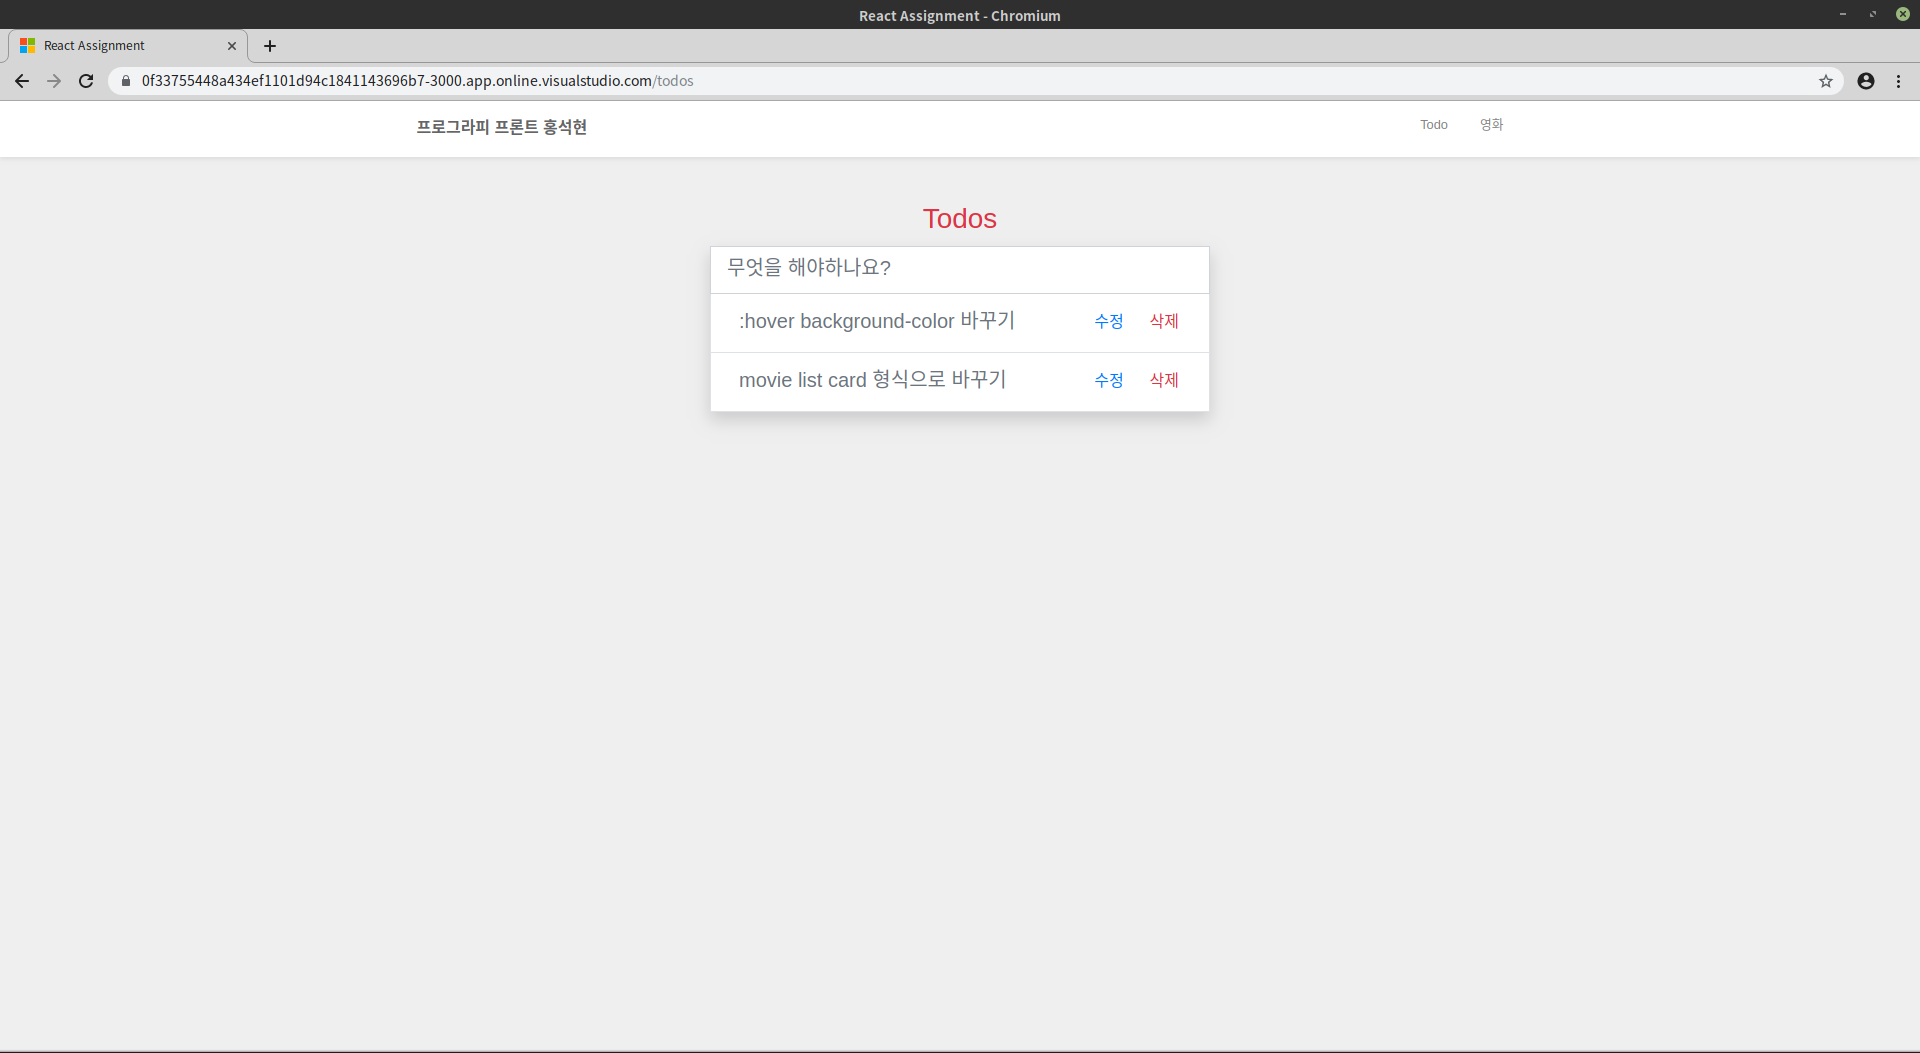 React Assignment - Chromium
React Assignment
0f33755448a434ef1101d94c1841143696b7-3000.app.online.visualstudio.com/todos
프로그라피 프론트 홍석현 Todo 영화
Todos
무엇을 해야하나요?
:hover background-color 바꾸기 수정 삭제
movie list card 형식으로 바꾸기 수정 삭제